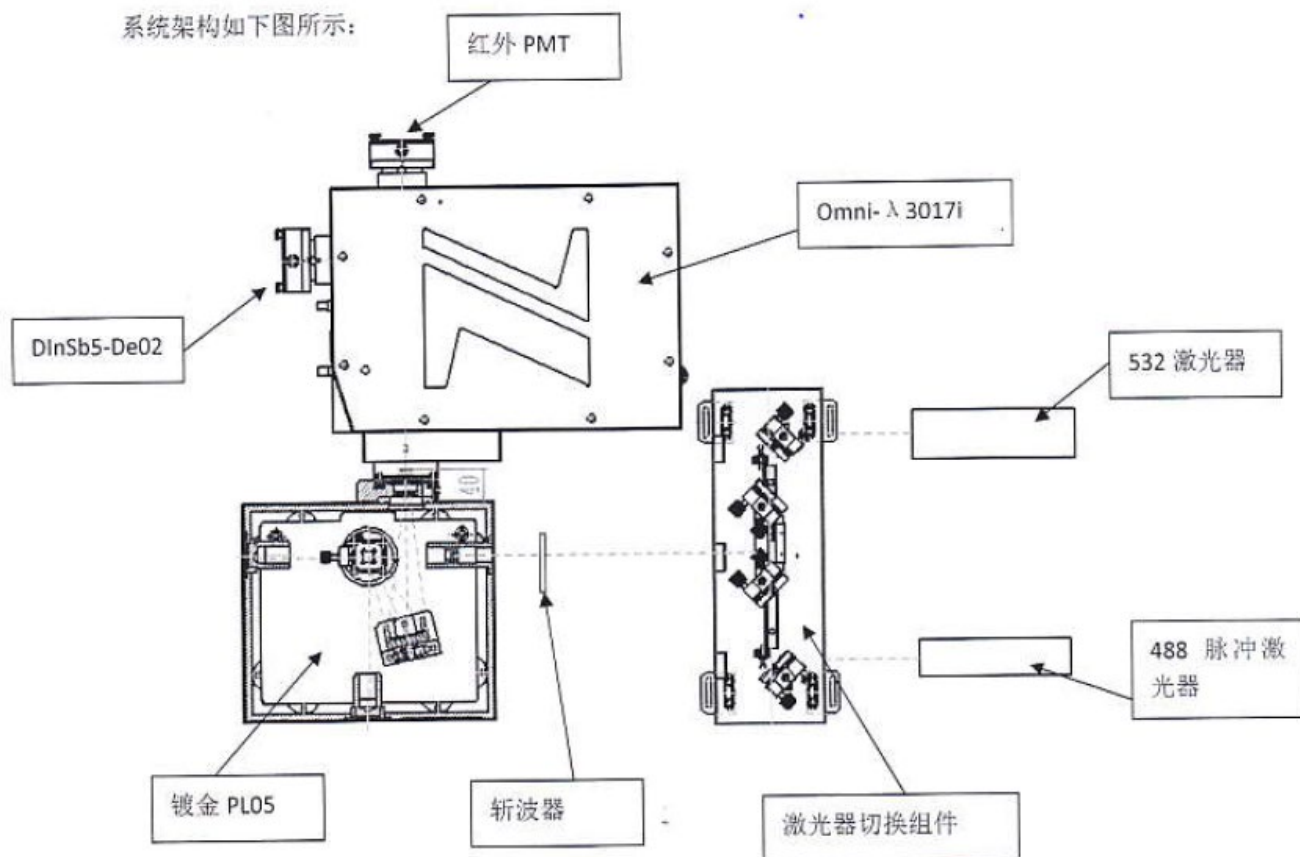 系统架构如下图所示：
红外 PMT
Omni-λ 3017i
DInSb5-De02
532 激光器
40
488 脉冲激
光器
镀金 PL05
斩波器
激光器切换组件